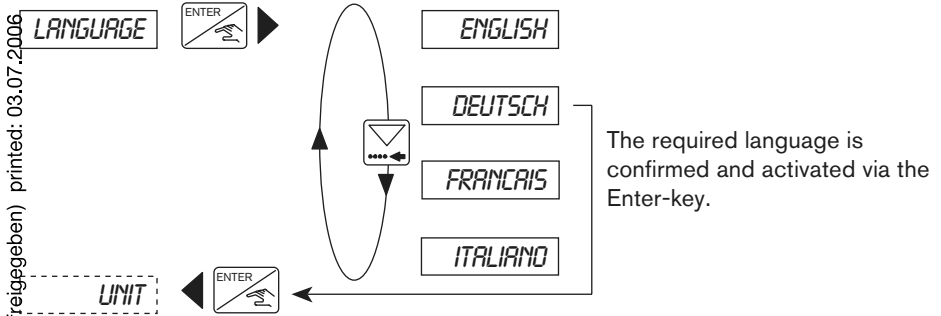 LANGUAGE
ENTER
ENGLISH
DEUTSCH
FRANCAIS
ITALIANO
The required language is
confirmed and activated via the
Enter-key.
UNIT
ENTER
freigegeben) printed: 03.07.2006